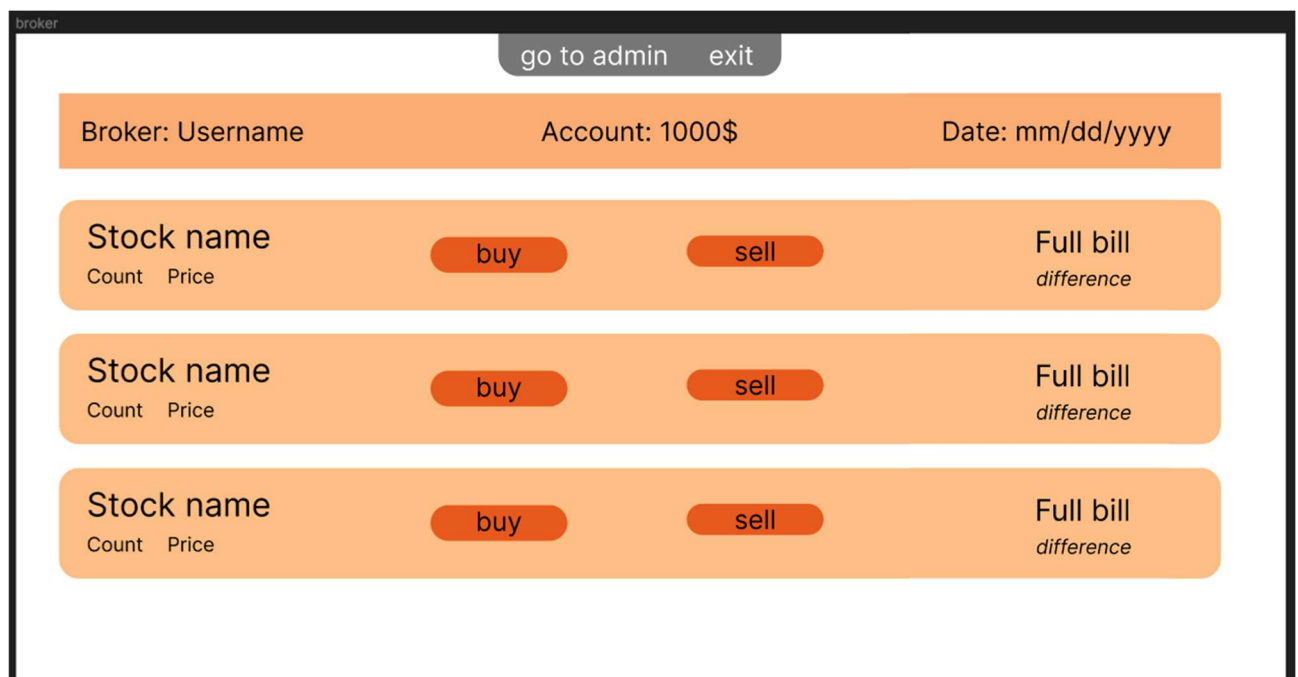 broker
go to admin exit
Broker: Username Account: 1000$ Date: mm/dd/yyyy
Stock name buy sell Full bill
Count Price difference
Stock name buy sell Full bill
Count Price difference
Stock name buy sell Full bill
Count Price difference